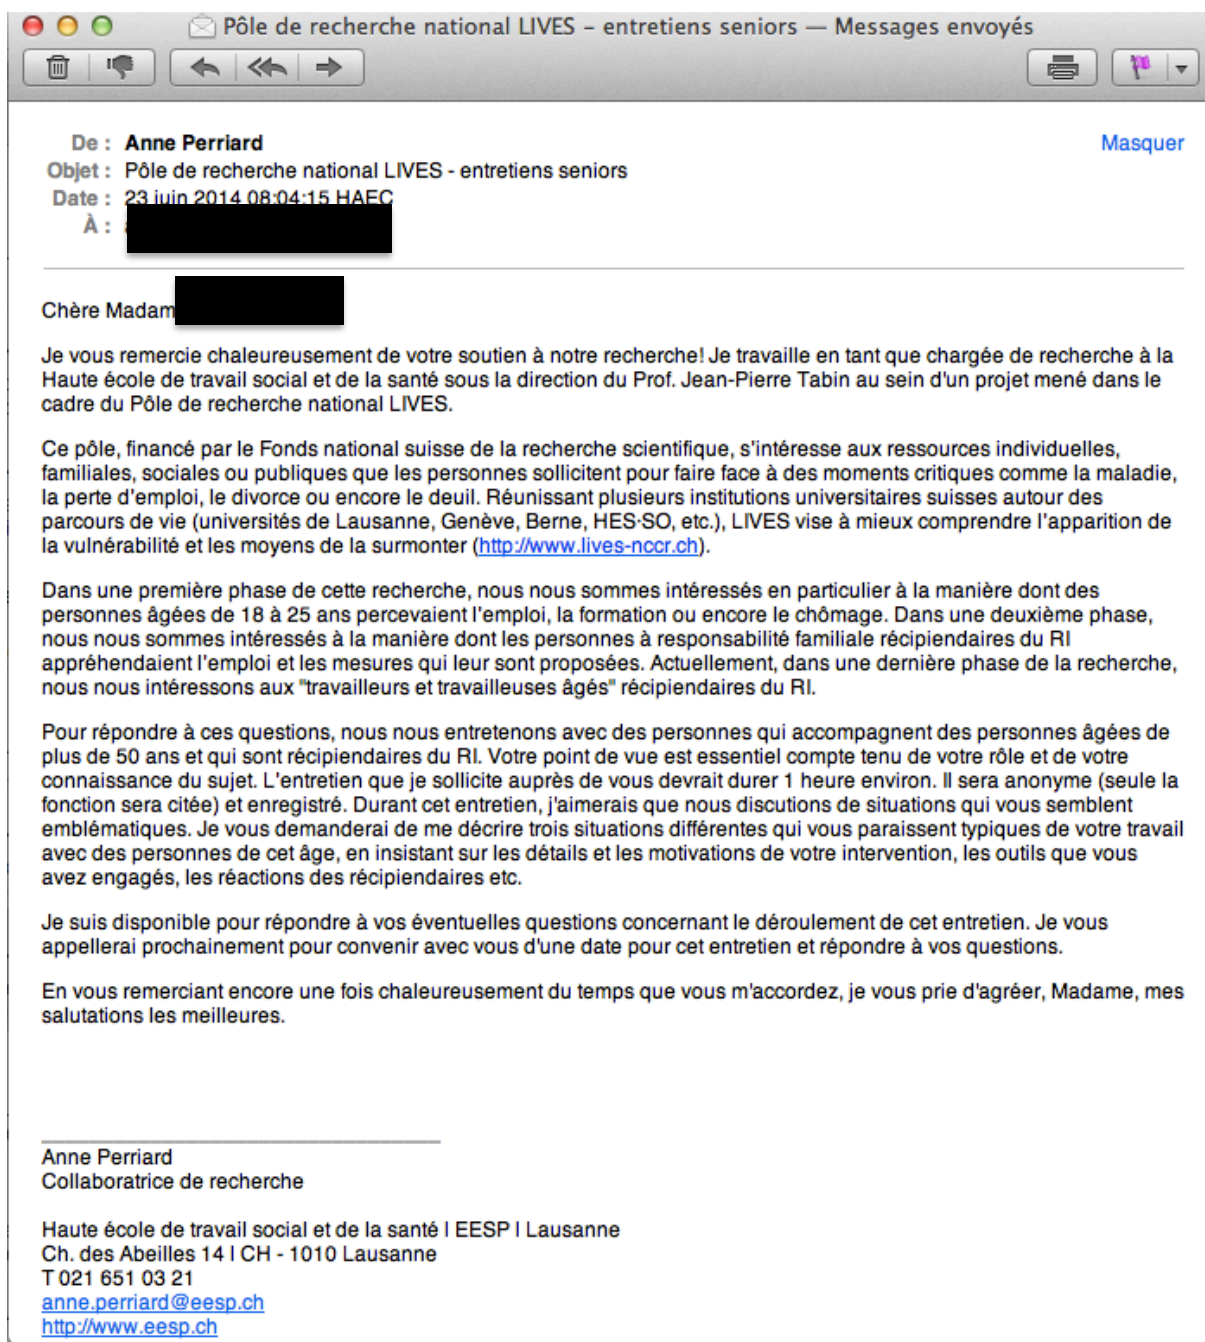 Pôle de recherche national LIVES – entretiens seniors — Messages envoyés
De : Anne Perriard Masquer
Objet : Pôle de recherche national LIVES - entretiens seniors
Date : 23 juin 2014 08:04:15 HAEC
À :
Chère Madam
Je vous remercie chaleureusement de votre soutien à notre recherche! Je travaille en tant que chargée de recherche à la
Haute école de travail social et de la santé sous la direction du Prof. Jean-Pierre Tabin au sein d'un projet mené dans le
cadre du Pôle de recherche national LIVES.
Ce pôle, financé par le Fonds national suisse de la recherche scientifique, s'intéresse aux ressources individuelles,
familiales, sociales ou publiques que les personnes sollicitent pour faire face à des moments critiques comme la maladie,
la perte d'emploi, le divorce ou encore le deuil. Réunissant plusieurs institutions universitaires suisses autour des
parcours de vie (universités de Lausanne, Genève, Berne, HES·SO, etc.), LIVES vise à mieux comprendre l'apparition de
la vulnérabilité et les moyens de la surmonter (http://www.lives-nccr.ch).
Dans une première phase de cette recherche, nous nous sommes intéressés en particulier à la manière dont des
personnes âgées de 18 à 25 ans percevaient l'emploi, la formation ou encore le chômage. Dans une deuxième phase,
nous nous sommes intéressés à la manière dont les personnes à responsabilité familiale récipiendaires du RI
appréhendaient l'emploi et les mesures qui leur sont proposées. Actuellement, dans une dernière phase de la recherche,
nous nous intéressons aux "travailleurs et travailleuses âgés" récipiendaires du RI.
Pour répondre à ces questions, nous nous entretenons avec des personnes qui accompagnent des personnes âgées de
plus de 50 ans et qui sont récipiendaires du RI. Votre point de vue est essentiel compte tenu de votre rôle et de votre
connaissance du sujet. L'entretien que je sollicite auprès de vous devrait durer 1 heure environ. Il sera anonyme (seule la
fonction sera citée) et enregistré. Durant cet entretien, j'aimerais que nous discutions de situations qui vous semblent
emblématiques. Je vous demanderai de me décrire trois situations différentes qui vous paraissent typiques de votre travail
avec des personnes de cet âge, en insistant sur les détails et les motivations de votre intervention, les outils que vous
avez engagés, les réactions des récipiendaires etc.
Je suis disponible pour répondre à vos éventuelles questions concernant le déroulement de cet entretien. Je vous
appellerai prochainement pour convenir avec vous d'une date pour cet entretien et répondre à vos questions.
En vous remerciant encore une fois chaleureusement du temps que vous m'accordez, je vous prie d'agréer, Madame, mes
salutations les meilleures.
Anne Perriard
Collaboratrice de recherche
Haute école de travail social et de la santé I EESP I Lausanne
Ch. des Abeilles 14 I CH - 1010 Lausanne
T 021 651 03 21
anne.perriard@eesp.ch
http://www.eesp.ch